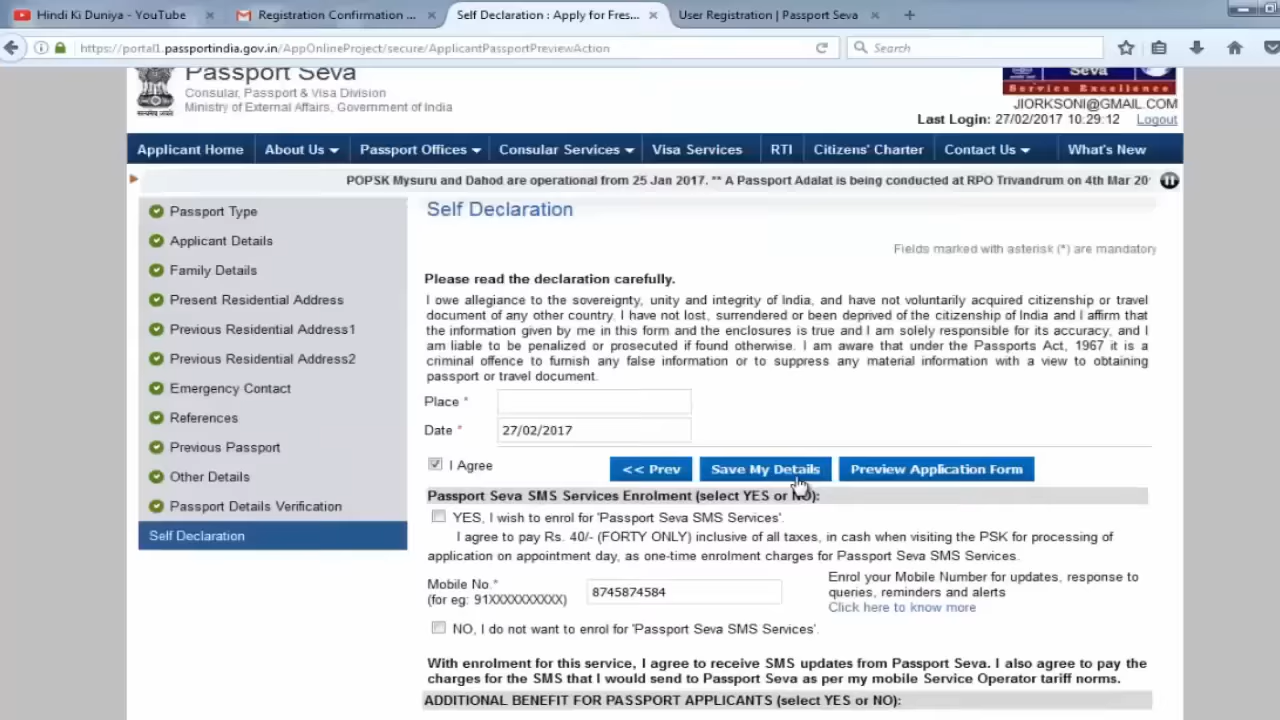 Hindi Ki Duniya - YouTube
Registration Confirmation ...
Self Declaration : Apply for Fres...
User Registration | Passport Seva
https://portal1.passportindia.gov.in/AppOnlineProject/secure/ApplicantPassportPreviewAction
Search
Passport Seva
Consular, Passport & Visa Division
Ministry of External Affairs, Government of India
सत्यमेव जयते
Seva
Service Excellence
JIORKSONI@GMAIL.COM
Last Login: 27/02/2017 10:29:12 Logout
Applicant Home About Us Passport Offices Consular Services Visa Services RTI Citizens' Charter Contact Us What's New
POPSK Mysuru and Dahod are operational from 25 Jan 2017. ** A Passport Adalat is being conducted at RPO Trivandrum on 4th Mar 20
Passport Type
Applicant Details
Family Details
Present Residential Address
Previous Residential Address1
Previous Residential Address2
Emergency Contact
References
Previous Passport
Other Details
Passport Details Verification
Self Declaration
Self Declaration
Fields marked with asterisk (*) are mandatory
Please read the declaration carefully.
I owe allegiance to the sovereignty, unity and integrity of India, and have not voluntarily acquired citizenship or travel
document of any other country. I have not lost, surrendered or been deprived of the citizenship of India and I affirm that
the information given by me in this form and the enclosures is true and I am solely responsible for its accuracy, and I
am liable to be penalized or prosecuted if found otherwise. I am aware that under the Passports Act, 1967 it is a
criminal offence to furnish any false information or to suppress any material information with a view to obtaining
passport or travel document.
Place *
Date * 27/02/2017
I Agree << Prev Save My Details Preview Application Form
Passport Seva SMS Services Enrolment (select YES or NO):
YES, I wish to enrol for 'Passport Seva SMS Services'.
I agree to pay Rs. 40/- (FORTY ONLY) inclusive of all taxes, in cash when visiting the PSK for processing of
application on appointment day, as one-time enrolment charges for Passport Seva SMS Services.
Mobile No.*
(for eg: 91XXXXXXXXXX)
8745874584
Enrol your Mobile Number for updates, response to
queries, reminders and alerts
Click here to know more
NO, I do not want to enrol for 'Passport Seva SMS Services'.
With enrolment for this service, I agree to receive SMS updates from Passport Seva. I also agree to pay the
charges for the SMS that I would send to Passport Seva as per my mobile Service Operator tariff norms.
ADDITIONAL BENEFIT FOR PASSPORT APPLICANTS (select YES or NO):